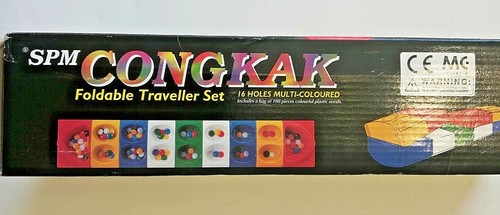 ®SPM CONGKAK
Foldable Traveller Set
16 HOLES MULTI-COLOURED
Includes a bag of 100 pieces colourful plastic seeds.
CE MC
⚠ WARNING: